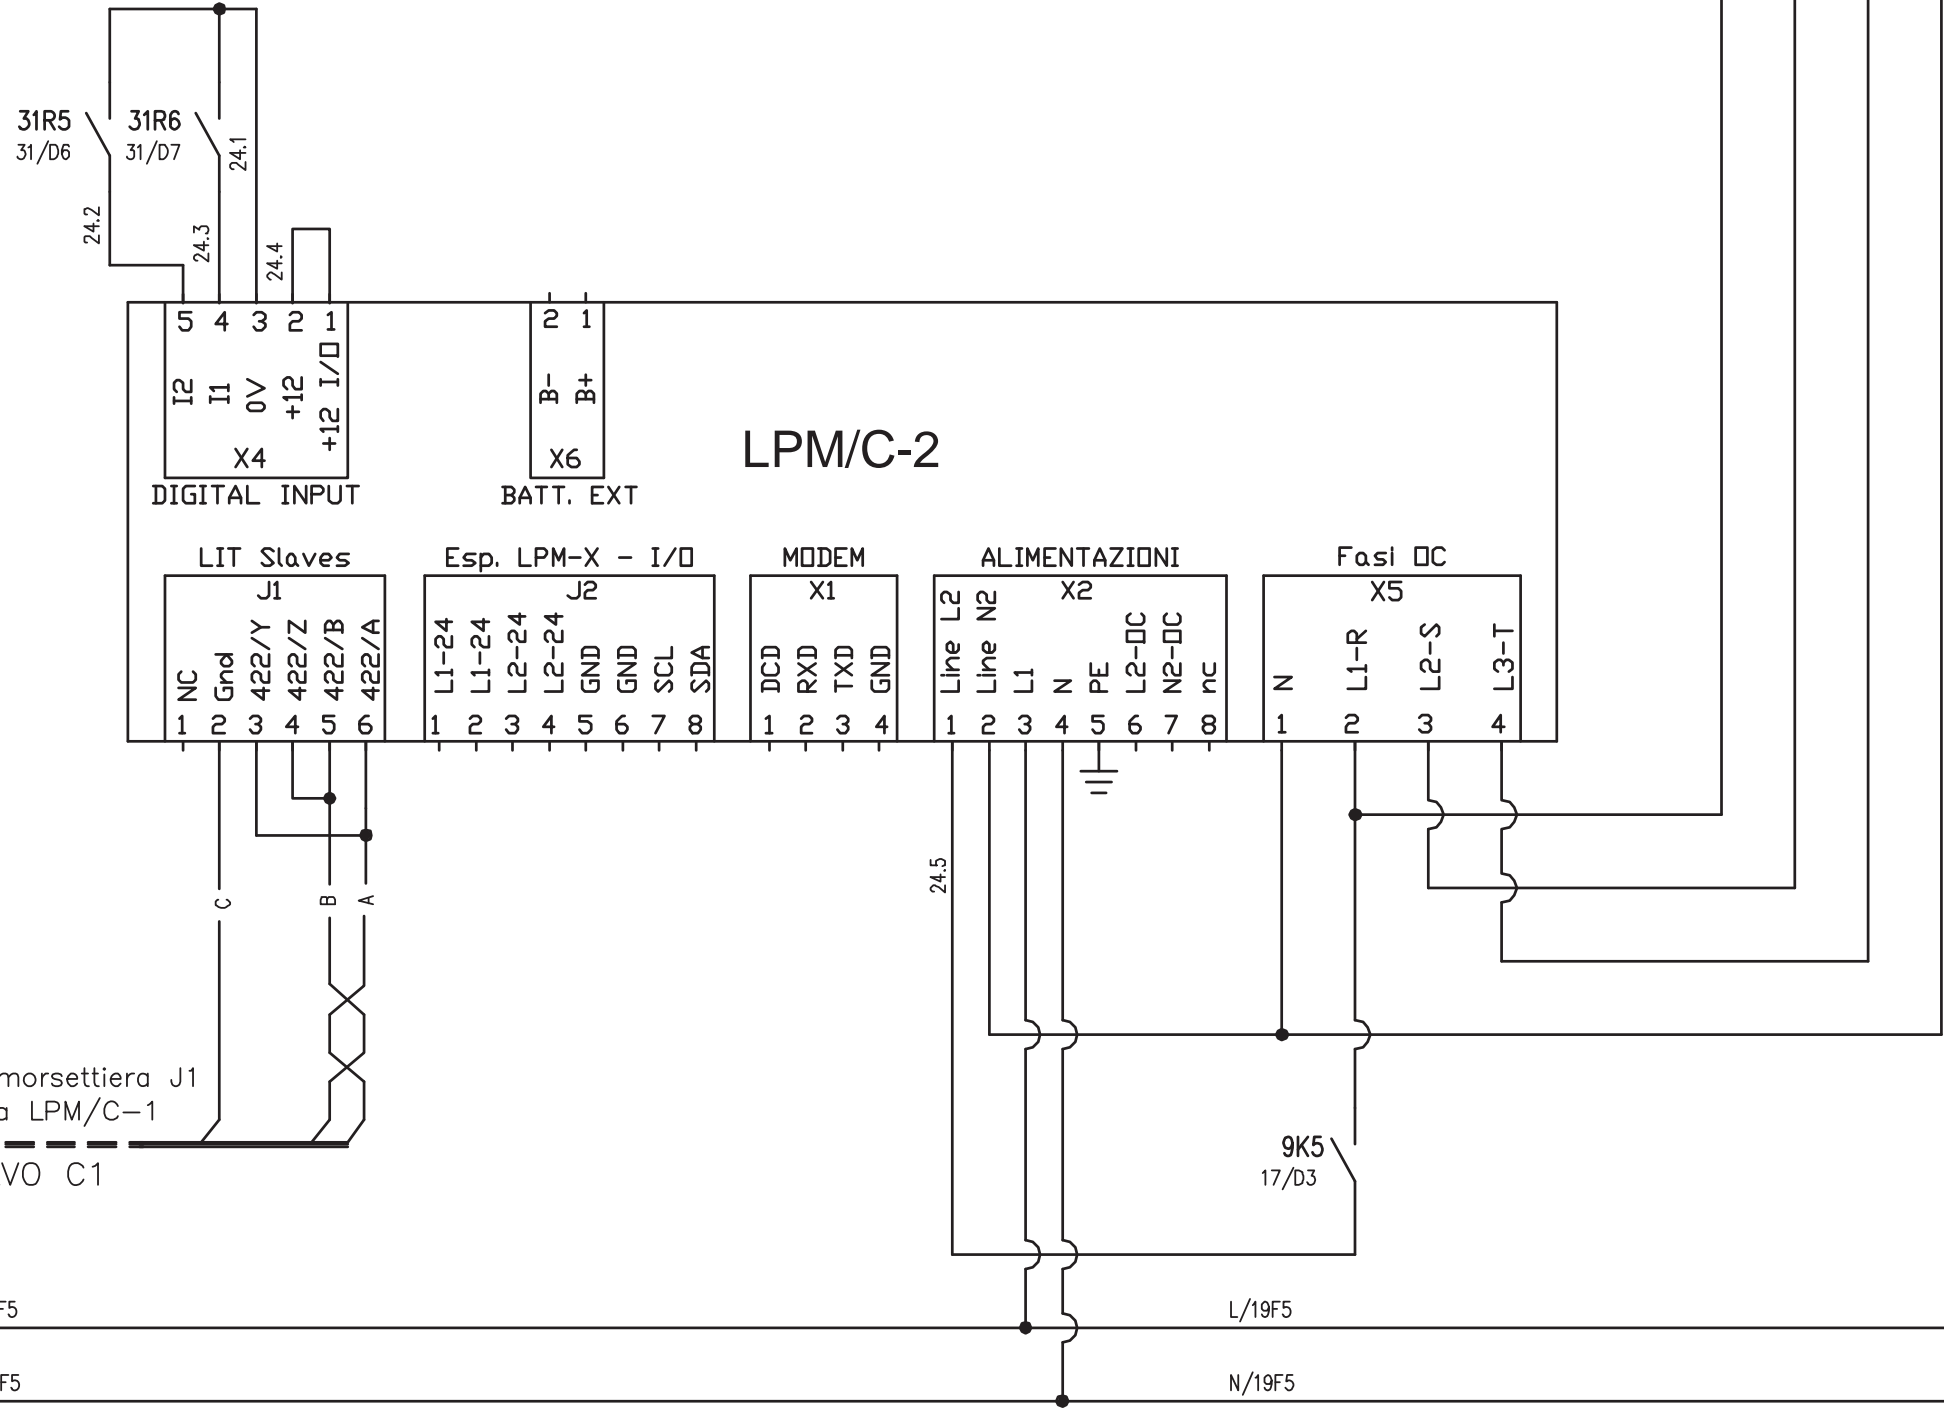 31R5
31/D6
31R6
31/D7
24.1
24.2
24.3
24.4
5 4 3 2 1
I2
I1
0V
+12
+12 I/O
X4
DIGITAL INPUT
2 1
B-
B+
X6
BATT. EXT
LPM/C-2
LIT Slaves
J1
NC
Gnd
422/Y
422/Z
422/B
422/A
1 2 3 4 5 6
Esp. LPM-X - I/O
J2
L1-24
L1-24
L2-24
L2-24
GND
GND
SCL
SDA
1 2 3 4 5 6 7 8
MODEM
X1
DCD
RXD
TXD
GND
1 2 3 4
ALIMENTAZIONI
X2
Line L2
Line N2
L1
N
PE
L2-OC
N2-OC
nc
1 2 3 4 5 6 7 8
Fasi OC
X5
N
L1-R
L2-S
L3-T
1 2 3 4
24.5
C
B
A
morsettiera J1
a LPM/C-1
VO C1
9K5
17/D3
F5
L/19F5
F5
N/19F5